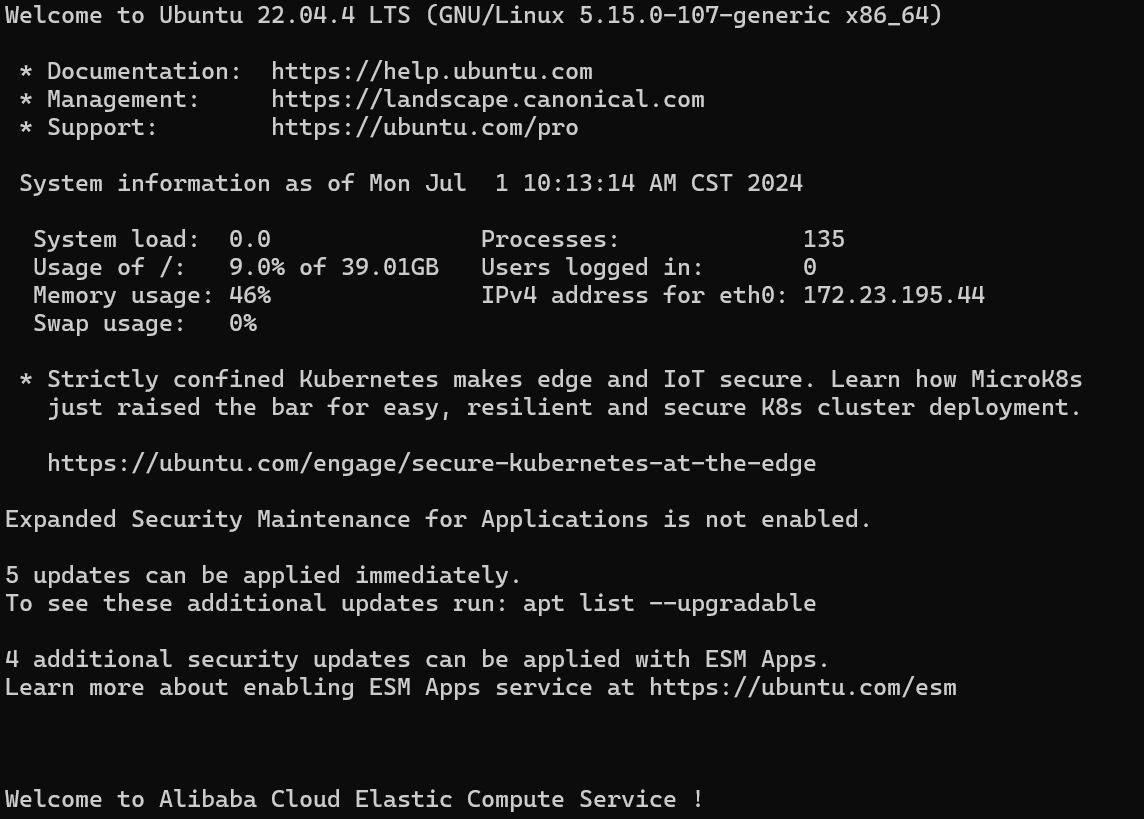 Welcome to Ubuntu 22.04.4 LTS (GNU/Linux 5.15.0-107-generic x86_64)

 * Documentation:  https://help.ubuntu.com
 * Management:     https://landscape.canonical.com
 * Support:        https://ubuntu.com/pro

 System information as of Mon Jul  1 10:13:14 AM CST 2024

  System load:  0.0               Processes:             135
  Usage of /:   9.0% of 39.01GB   Users logged in:       0
  Memory usage: 46%               IPv4 address for eth0: 172.23.195.44
  Swap usage:   0%

 * Strictly confined Kubernetes makes edge and IoT secure. Learn how MicroK8s
   just raised the bar for easy, resilient and secure K8s cluster deployment.

   https://ubuntu.com/engage/secure-kubernetes-at-the-edge

Expanded Security Maintenance for Applications is not enabled.

5 updates can be applied immediately.
To see these additional updates run: apt list --upgradable

4 additional security updates can be applied with ESM Apps.
Learn more about enabling ESM Apps service at https://ubuntu.com/esm

Welcome to Alibaba Cloud Elastic Compute Service !